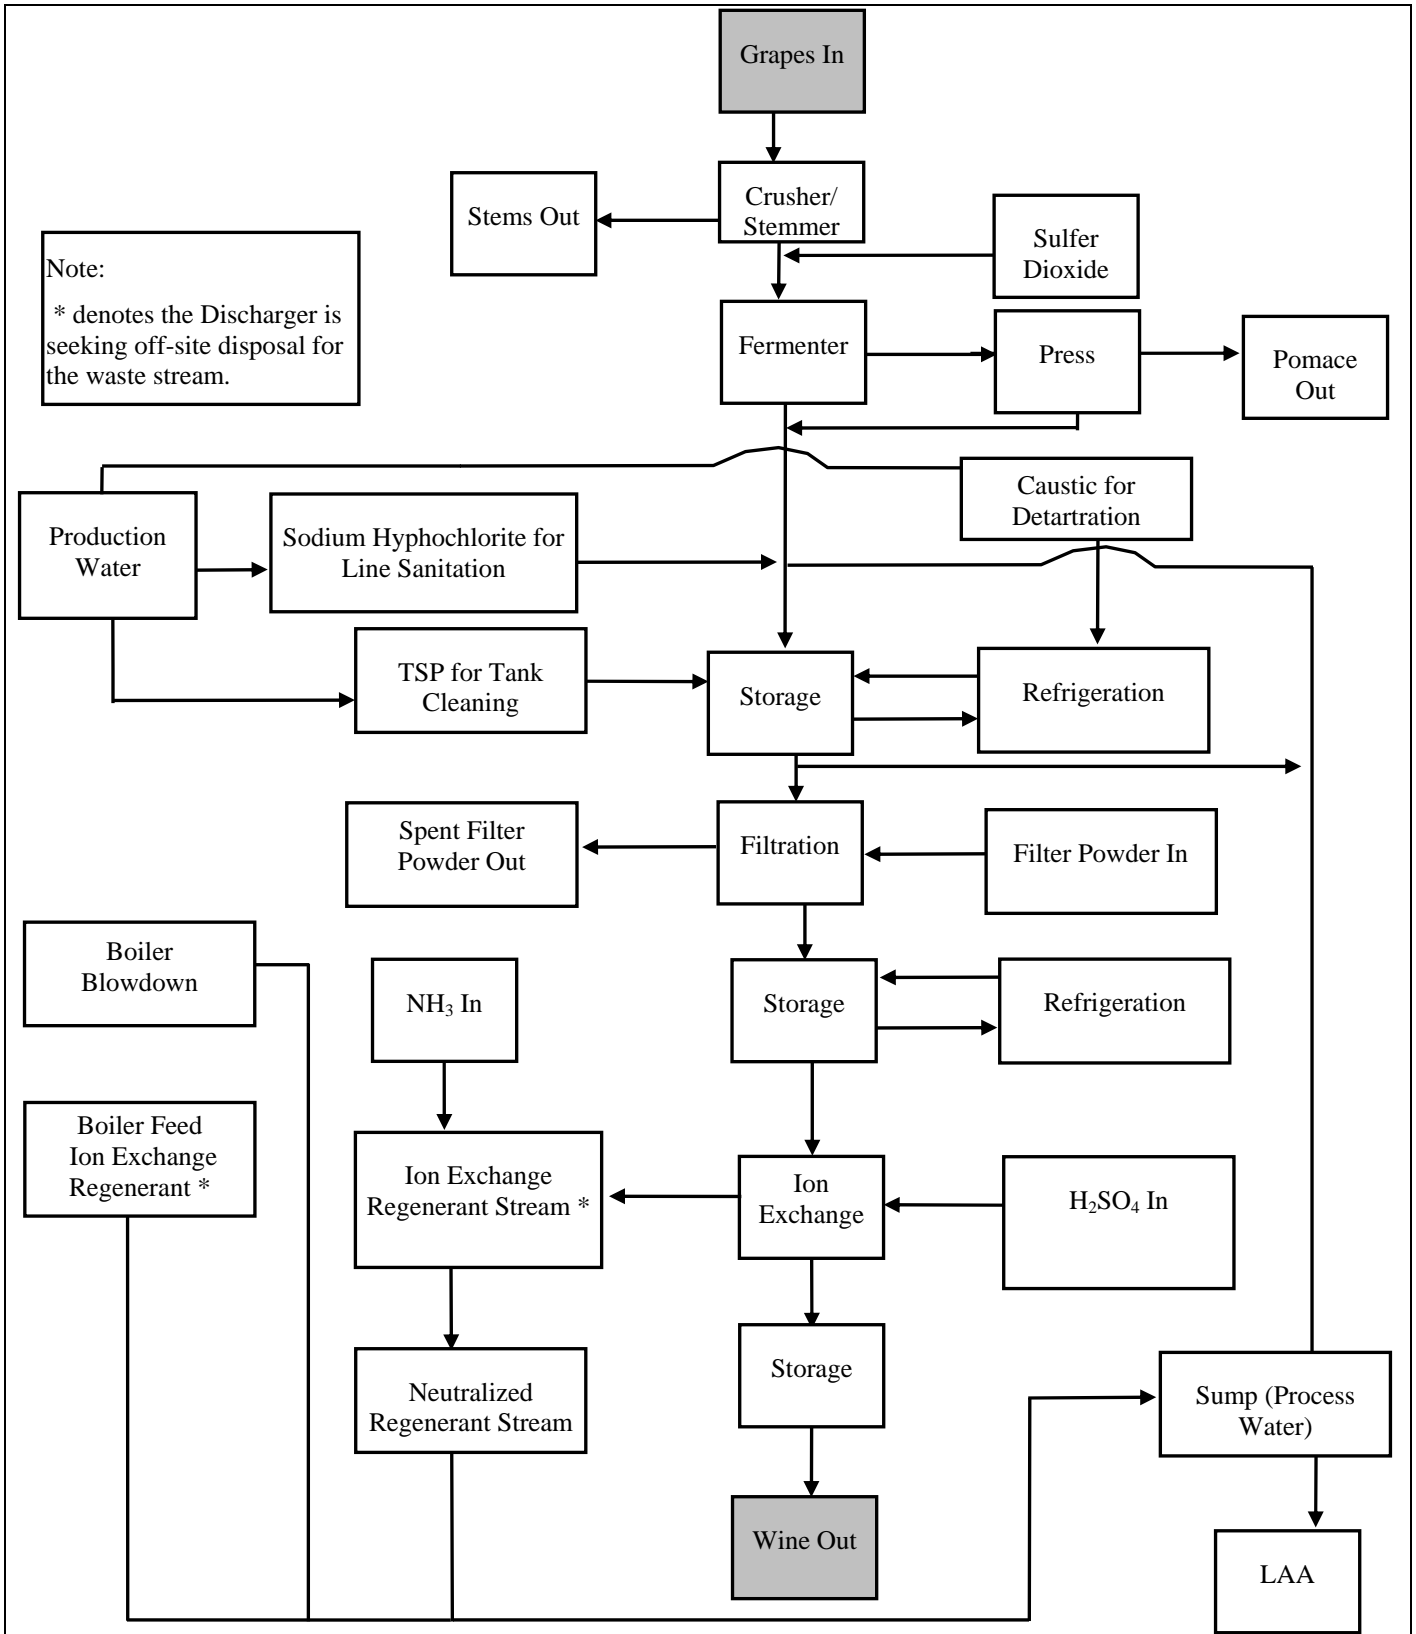 Grapes In
Crusher/
Stemmer
Stems Out
Sulfer
Dioxide
Note:
* denotes the Discharger is
seeking off-site disposal for
the waste stream.
Fermenter
Press
Pomace
Out
Production
Water
Sodium Hyphochlorite for
Line Sanitation
Caustic for
Detartration
TSP for Tank
Cleaning
Storage
Refrigeration
Spent Filter
Powder Out
Filtration
Filter Powder In
Boiler
Blowdown
NH₃ In
Storage
Refrigeration
Boiler Feed
Ion Exchange
Regenerant *
Ion Exchange
Regenerant Stream *
Ion
Exchange
H₂SO₄ In
Neutralized
Regenerant Stream
Storage
Sump (Process
Water)
Wine Out
LAA